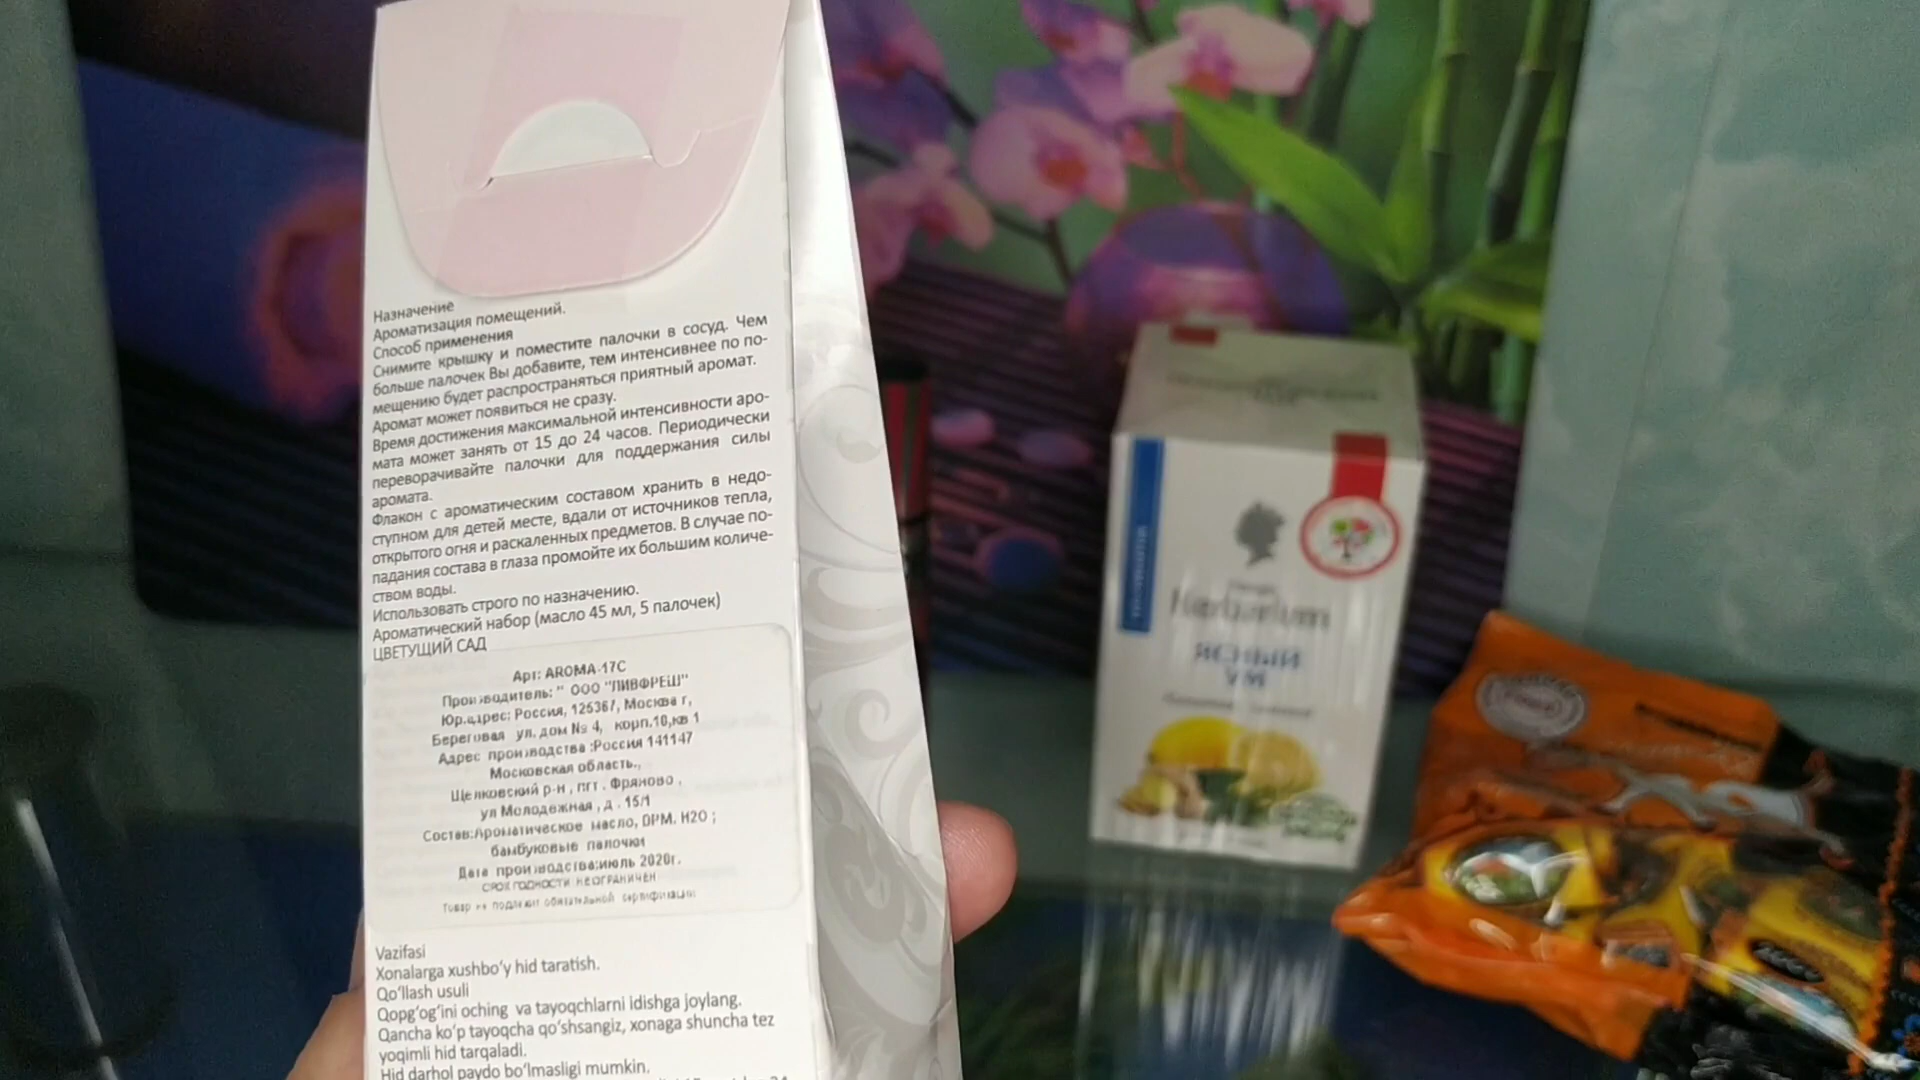 Назначение
Ароматизация помещений.
Способ применения
Снимите крышку и поместите палочки в сосуд. Чем
больше палочек Вы добавите, тем интенсивнее по по-
мещению будет распространяться приятный аромат.
Аромат может появиться не сразу.
Время достижения максимальной интенсивности аро-
мата может занять от 15 до 24 часов. Периодически
переворачивайте палочки для поддержания силы
аромата.
Флакон с ароматическим составом хранить в недо-
ступном для детей месте, вдали от источников тепла,
открытого огня и раскаленных предметов. В случае по-
падания состава в глаза промойте их большим количе-
ством воды.
Использовать строго по назначению.
Ароматический набор (масло 45 мл, 5 палочек)
ЦВЕТУЩИЙ САД
Арт: AROMA-17C
Производитель: " ООО "ЛИВФРЕШ"
Юр.адрес: Россия, 125367, Москва г,
Береговая ул. дом № 4, корп.10,кв 1
Адрес производства :Россия 141147
Московская область.,
Щелковский р-н , пгт . Фряново ,
ул Молодежная , д . 15/1
Состав:Ароматическое масло, DPM, H2O ;
бамбуковые палочки
Дата производства:июль 2020г.
СРОК ГОДНОСТИ НЕОГРАНИЧЕН
Товар не подлежит обязательной сертификации
Vazifasi
Xonalarga xushbo‘y hid taratish.
Qo‘llash usuli
Qopg‘og‘ini oching va tayoqchlarni idishga joylang.
Qancha ko‘p tayoqcha qo‘shsangiz, xonaga shuncha tez
yoqimli hid tarqaladi.
Hid darhol paydo bo‘lmasligi mumkin.
Herbarium
ЯСНЫЙ
УМ